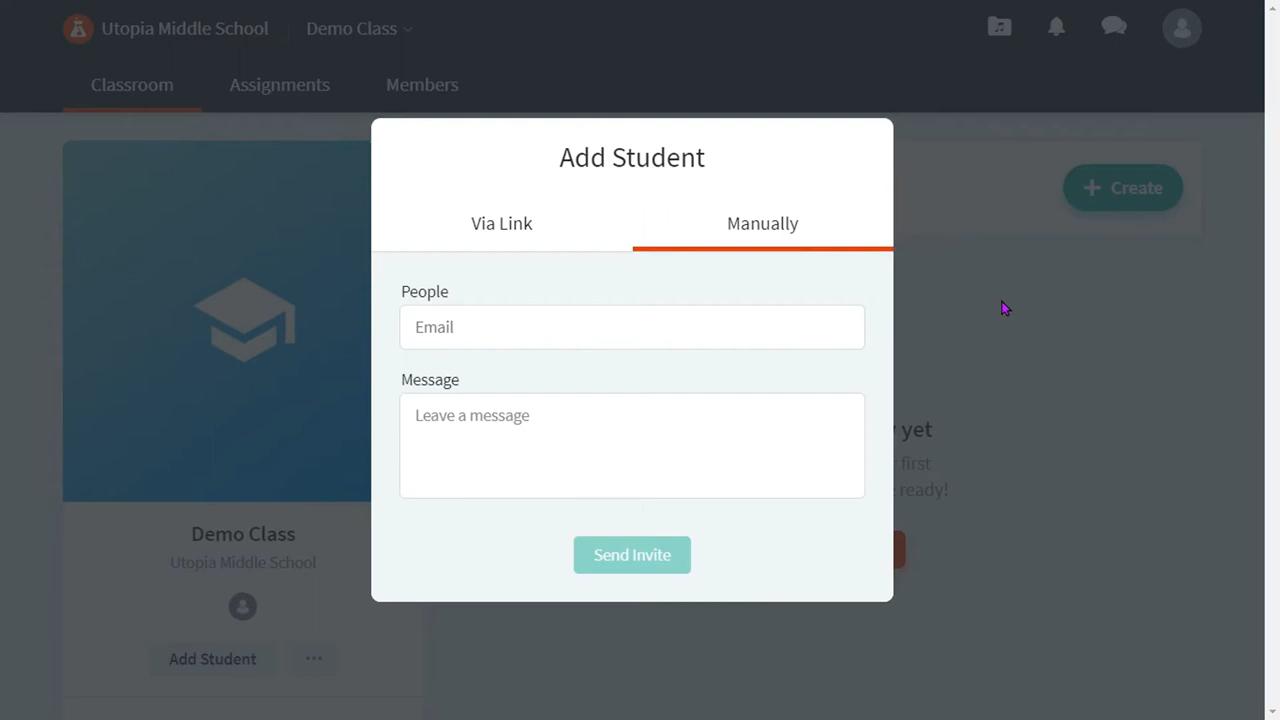 Utopia Middle School
Demo Class
Classroom
Assignments
Members
Add Student
Via Link
Manually
Create
People
Email
Message
Leave a message
yet
first
ready!
Send Invite
Demo Class
Utopia Middle School
Add Student
...